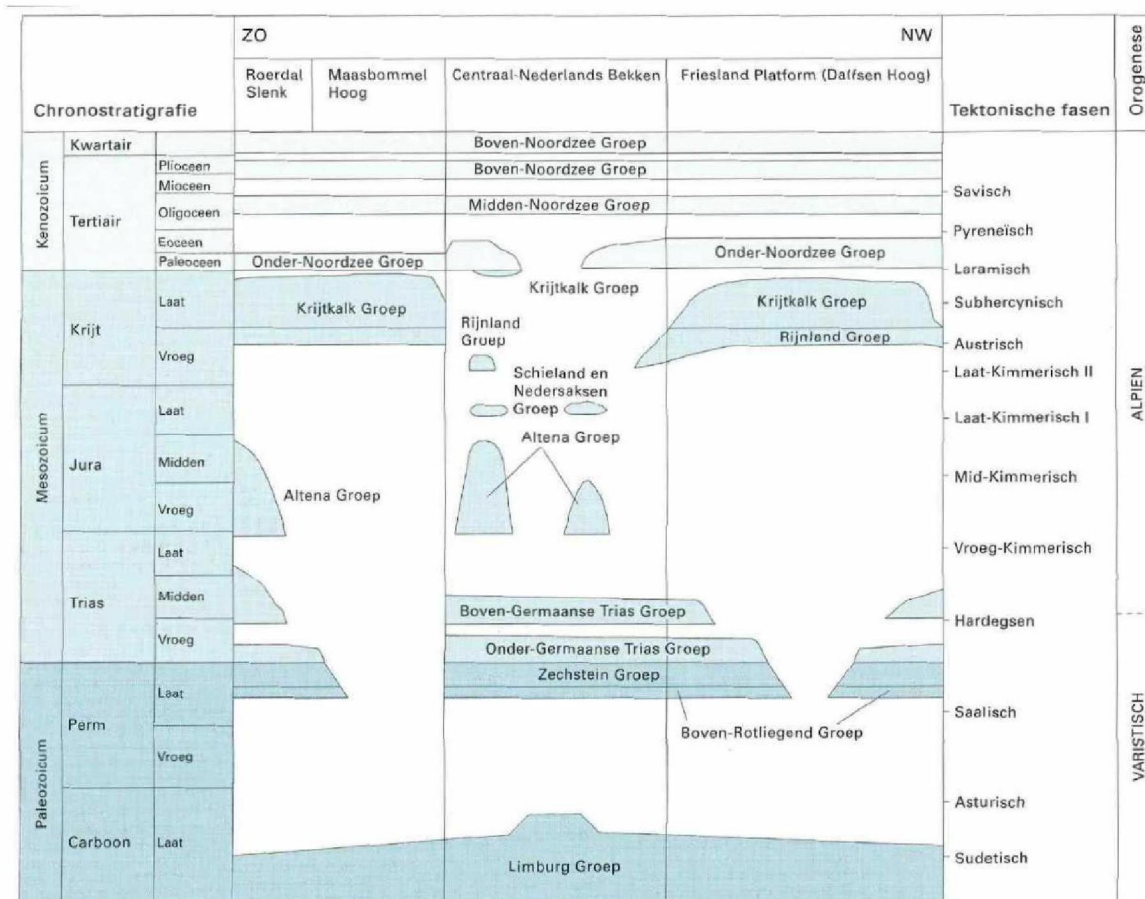 ZO
NW
Orogenese
Roerdal
Slenk
Maasbommel
Hoog
Centraal-Nederlands Bekken
Friesland Platform (Dalfsen Hoog)
Chronostratigrafie
Tektonische fasen
Kenozoicum
Kwartair
Boven-Noordzee Groep
Tertiair
Plioceen
Boven-Noordzee Groep
Mioceen
Savisch
Oligoceen
Midden-Noordzee Groep
Pyreneïsch
Eoceen
Onder-Noordzee Groep
Paleoceen
Onder-Noordzee Groep
Laramisch
Mesozoicum
Krijt
Laat
Krijtkalk Groep
Krijtkalk Groep
Krijtkalk Groep
Subhercynisch
Rijnland
Groep
Rijnland Groep
Austrisch
Vroeg
Laat-Kimmerisch II
Schieland en
Nedersaksen
Groep
Laat
Laat-Kimmerisch I
ALPIEN
Altena Groep
Jura
Midden
Mid-Kimmerisch
Altena Groep
Vroeg
Trias
Laat
Vroeg-Kimmerisch
Midden
Boven-Germaanse Trias Groep
Hardegsen
Vroeg
Onder-Germaanse Trias Groep
Paleozoicum
Perm
Laat
Zechstein Groep
Saalisch
Boven-Rotliegend Groep
VARISTISCH
Vroeg
Asturisch
Carboon
Laat
Limburg Groep
Sudetisch